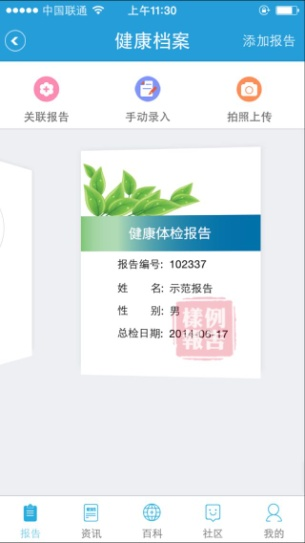 中国联通
上午11:30
健康档案
添加报告
关联报告
手动录入
拍照上传
健康体检报告
报告编号: 102337
姓 名: 示范报告
性 别: 男
总检日期: 2014-06-17
樣例
報告
报告
资讯
百科
社区
我的